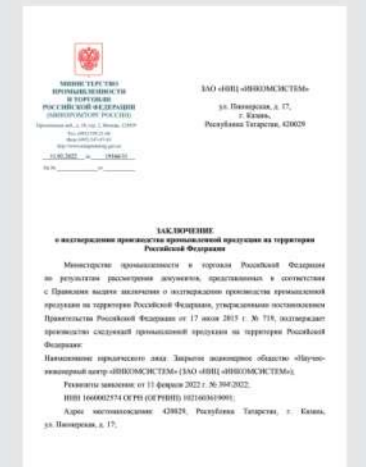 МИНИСТЕРСТВО
ПРОМЫШЛЕННОСТИ
И ТОРГОВЛИ
РОССИЙСКОЙ ФЕДЕРАЦИИ
(МИНПРОМТОРГ РОССИИ)
ЗАО «НИЦ «ИНКОМСИСТЕМ»
ул. Пионерская, д. 17,
г. Казань,
Республика Татарстан, 420029
ЗАКЛЮЧЕНИЕ
о подтверждении производства промышленной продукции на территории
Российской Федерации
Министерство промышленности и торговли Российской Федерации
по результатам рассмотрения документов, представленных в соответствии
с Правилами выдачи заключения о подтверждении производства промышленной
продукции на территории Российской Федерации, утвержденными постановлением
Правительства Российской Федерации от 17 июля 2015 г. № 719, подтверждает
производство следующей промышленной продукции на территории Российской
Федерации:
Наименование юридического лица: Закрытое акционерное общество «Научно-
инженерный центр «ИНКОМСИСТЕМ» (ЗАО «НИЦ «ИНКОМСИСТЕМ»);
Реквизиты заявления: от 11 февраля 2022 г. №
ИНН 1660002574 ОГРН (ОГРНИП) 1021603619091;
Адрес местонахождения: 420029, Республика Татарстан, г. Казань,
ул. Пионерская, д. 17;